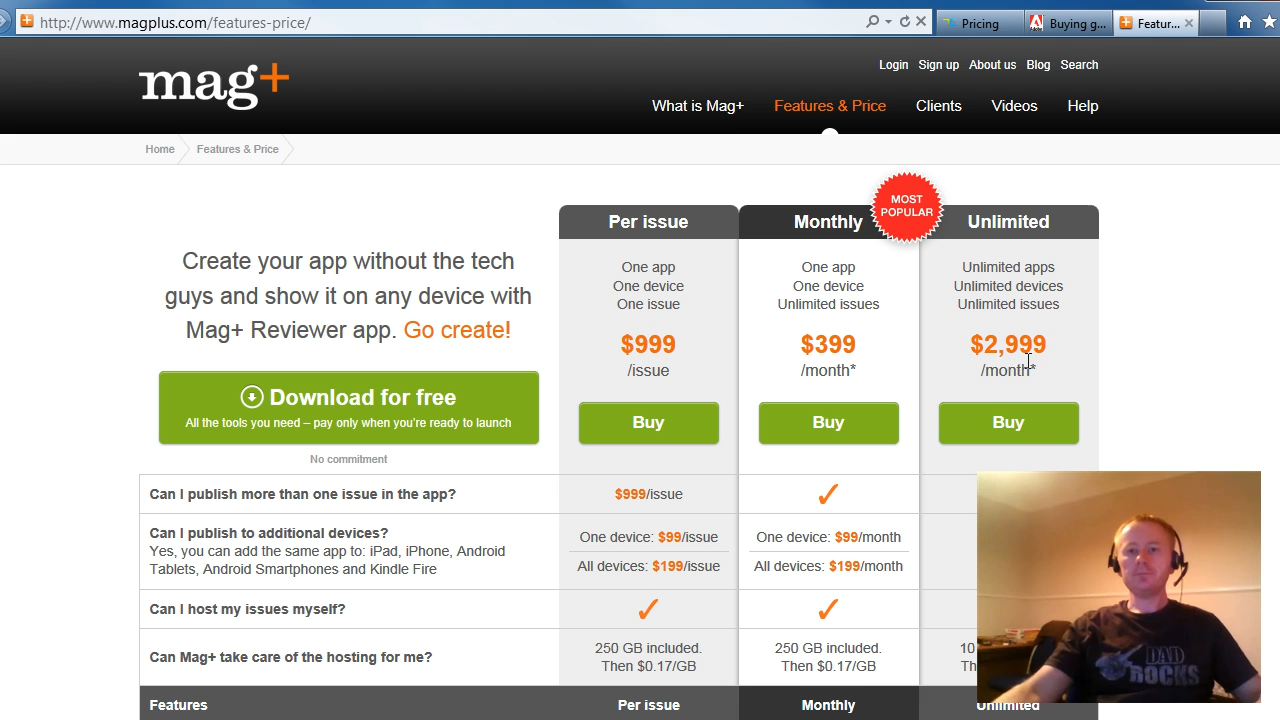 http://www.magplus.com/features-price/
Pricing
Buying g...
Featur...
mag+
Login Sign up About us Blog Search
What is Mag+ Features & Price Clients Videos Help
Home Features & Price
MOST
POPULAR
Per issue Monthly Unlimited
Create your app without the tech
guys and show it on any device with
Mag+ Reviewer app. Go create!
Download for free
All the tools you need – pay only when you're ready to launch
No commitment
One app
One device
One issue
$999
/issue
Buy
One app
One device
Unlimited issues
$399
/month*
Buy
Unlimited apps
Unlimited devices
Unlimited issues
$2,999
/month*
Buy
Can I publish more than one issue in the app? $999/issue ✓
Can I publish to additional devices?
Yes, you can add the same app to: iPad, iPhone, Android
Tablets, Android Smartphones and Kindle Fire
One device: $99/issue One device: $99/month
All devices: $199/issue All devices: $199/month
Can I host my issues myself? ✓ ✓
Can Mag+ take care of the hosting for me?
250 GB included. 250 GB included. 10
Then $0.17/GB Then $0.17/GB Th
Features Per issue Monthly Unlimited
DAD
ROCKS